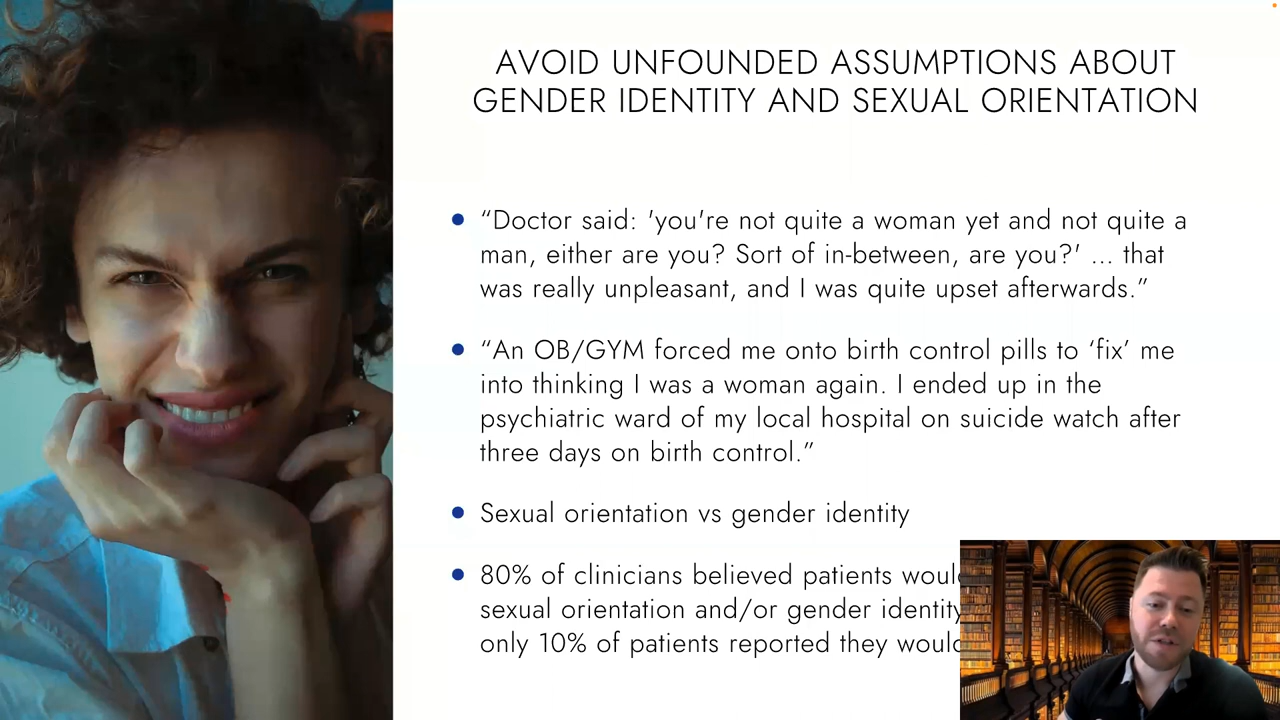 AVOID UNFOUNDED ASSUMPTIONS ABOUT
GENDER IDENTITY AND SEXUAL ORIENTATION
“Doctor said: 'you're not quite a woman yet and not quite a
man, either are you? Sort of in-between, are you?' ... that
was really unpleasant, and I was quite upset afterwards.”
“An OB/GYM forced me onto birth control pills to ‘fix’ me
into thinking I was a woman again. I ended up in the
psychiatric ward of my local hospital on suicide watch after
three days on birth control.”
Sexual orientation vs gender identity
80% of clinicians believed patients
sexual orientation and/or gender identity
only 10% of patients reported they